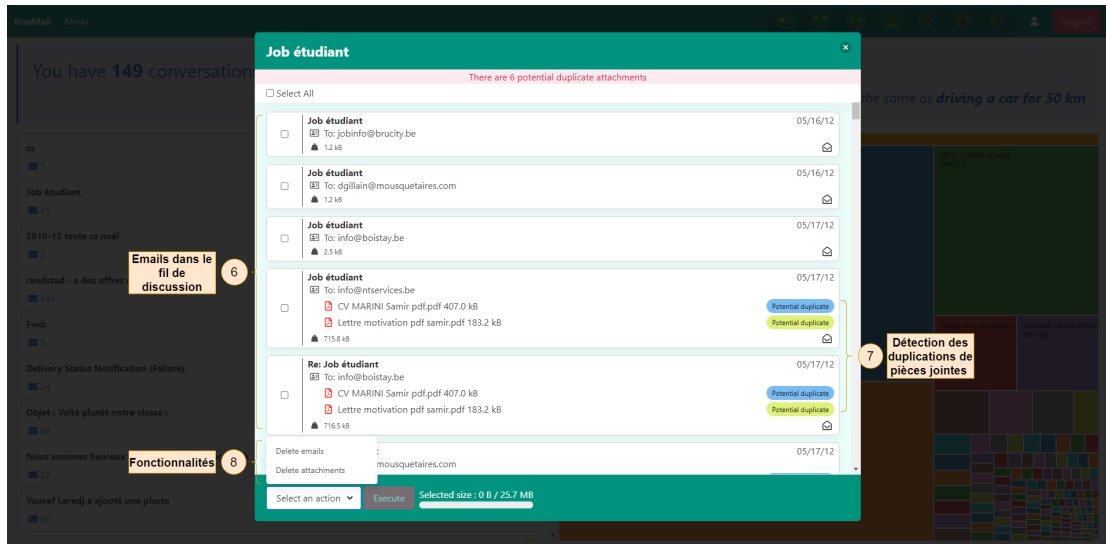 ErasMail Menu
Logout
You have 149 conversation
the same as driving a car for 50 km
Job étudiant
There are 6 potential duplicate attachments
Select All
Job étudiant 05/16/12
To: jobinfo@brucity.be
1.2 kB
Job étudiant 05/16/12
To: dgillain@mousquetaires.com
1.2 kB
Job étudiant 05/17/12
To: info@boistay.be
2.5 kB
Job étudiant 05/17/12
To: info@ntservices.be
CV MARINI Samir pdf.pdf 407.0 kB Potential duplicate
Lettre motivation pdf samir.pdf 183.2 kB Potential duplicate
715.8 kB
Re: Job étudiant 05/17/12
To: info@boistay.be
CV MARINI Samir pdf.pdf 407.0 kB Potential duplicate
Lettre motivation pdf samir.pdf 183.2 kB Potential duplicate
716.5 kB
05/17/12
mousquetaires.com
Delete emails
Delete attachments
Select an action Execute Selected size : 0 B / 25.7 MB
Emails dans le
fil de
discussion
6
7
Détection des
duplications de
pièces jointes
Fonctionnalités 8
cs
3
Job étudiant
51
2010-12 texte cs noël
2
randstad - a des offres
345
Fwd:
3
Delivery Status Notification (Failure)
24
Objet : Voilà plutôt notre classe :
40
Nous sommes heureux
57
Youcef Laredj a ajouté une photo
26
2010-12 texte cs noël
randstad - a des offres